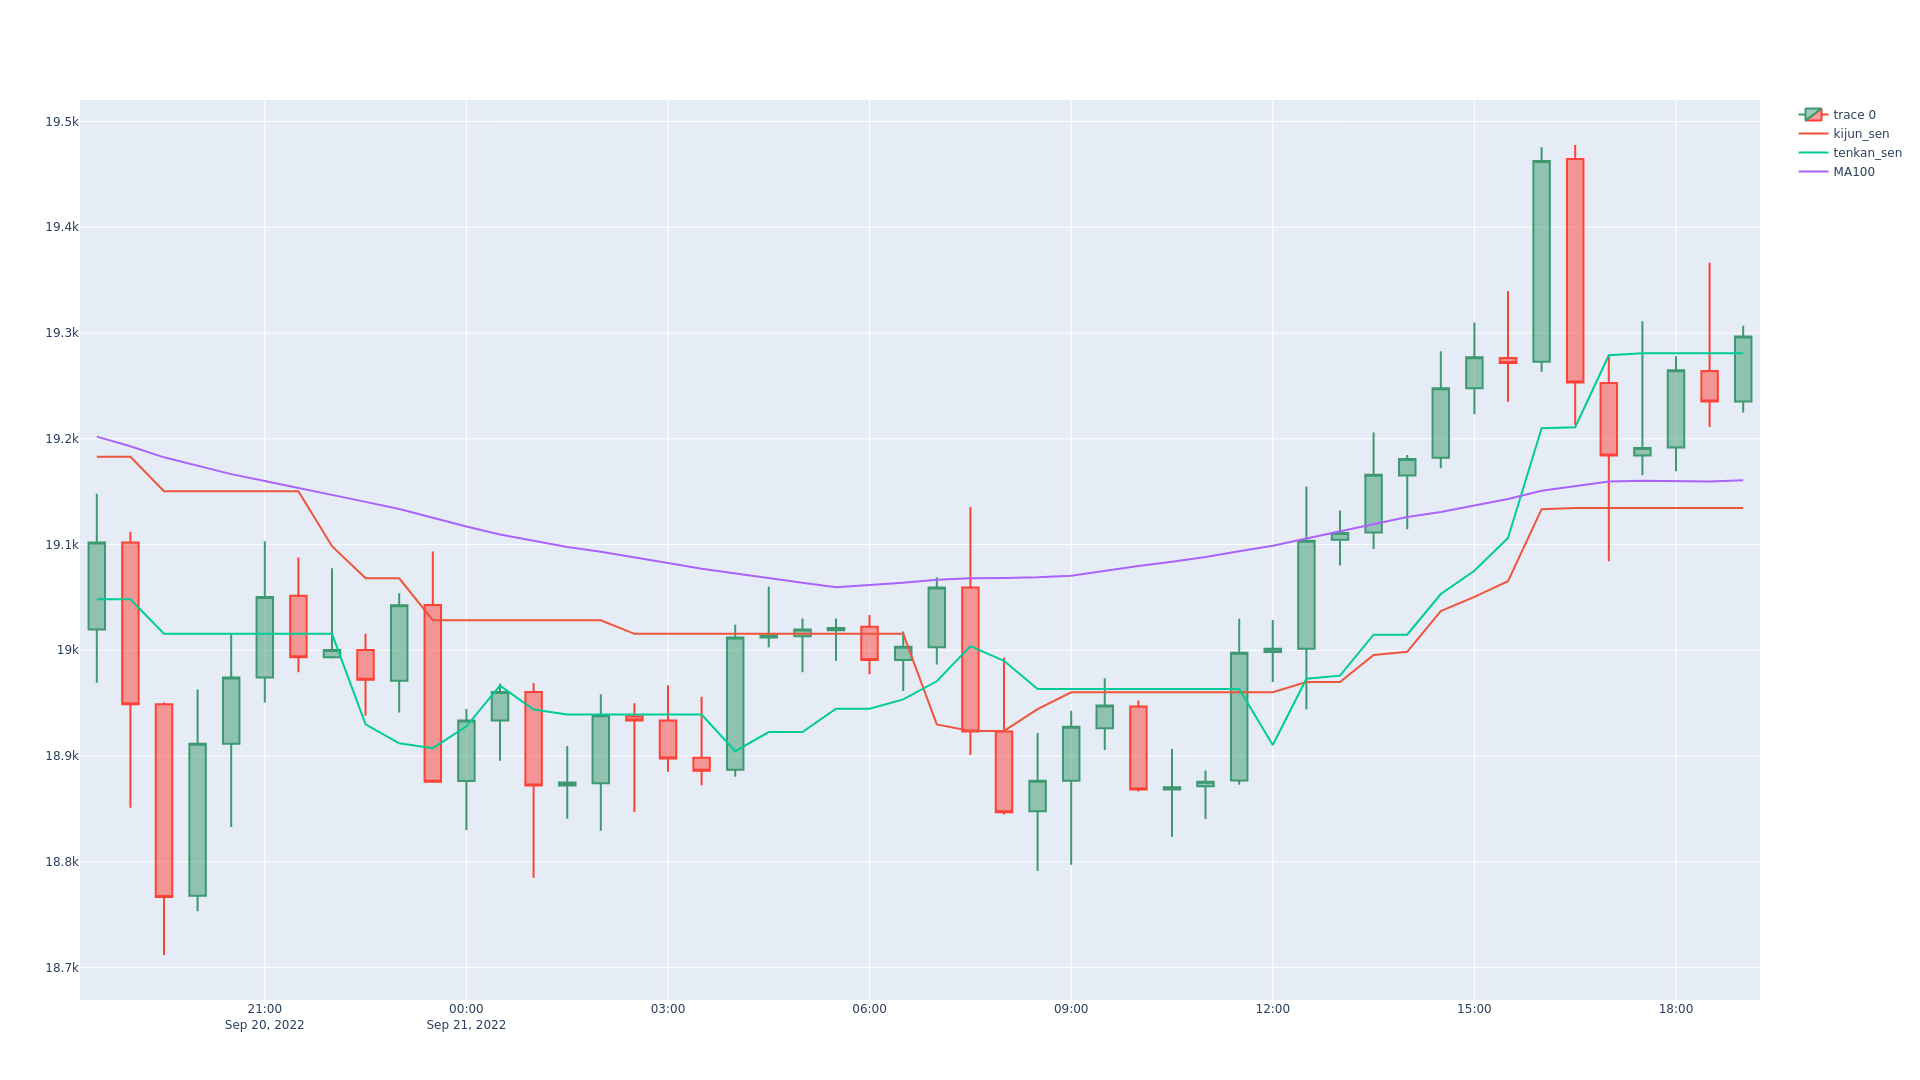 19.5k
19.4k
19.3k
19.2k
19.1k
19k
18.9k
18.8k
18.7k
21:00
Sep 20, 2022
00:00
Sep 21, 2022
03:00
06:00
09:00
12:00
15:00
18:00
trace 0
kijun_sen
tenkan_sen
MA100